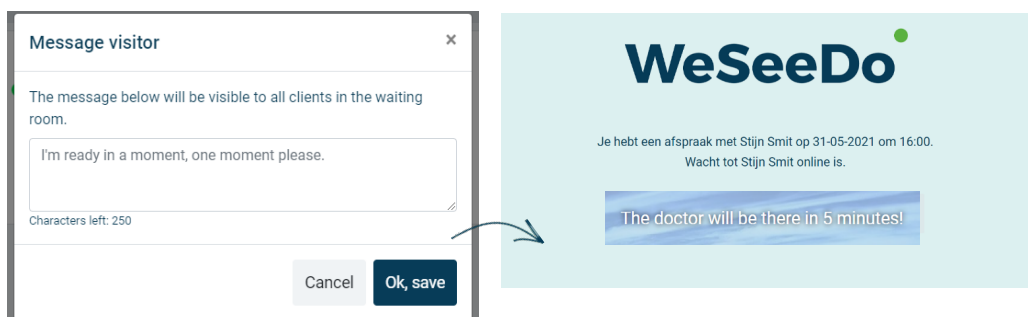 Message visitor
×
The message below will be visible to all clients in the waiting
room.
I'm ready in a moment, one moment please.
Characters left: 250
Cancel
Ok, save
WeSeeDo
Je hebt een afspraak met Stijn Smit op 31-05-2021 om 16:00.
Wacht tot Stijn Smit online is.
The doctor will be there in 5 minutes!